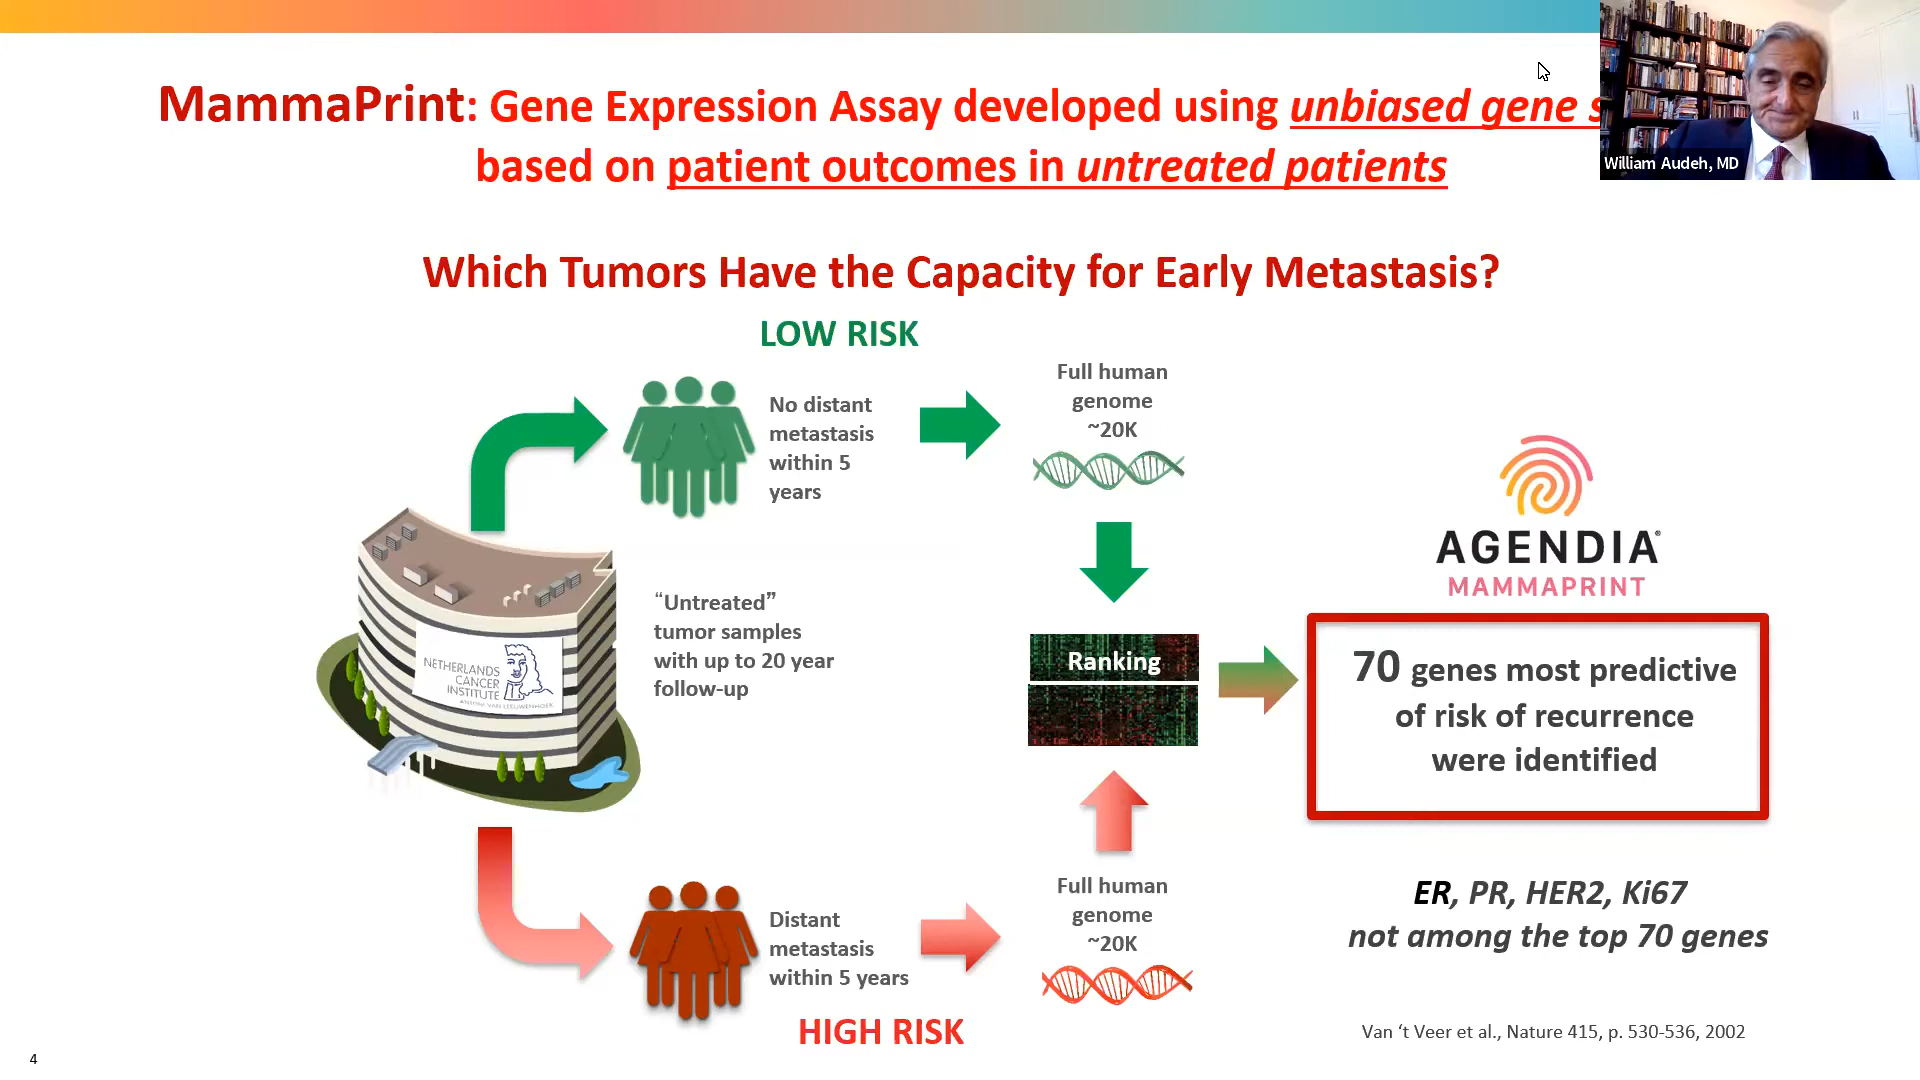 MammaPrint: Gene Expression Assay developed using unbiased gene
based on patient outcomes in untreated patients
William Audeh, MD
Which Tumors Have the Capacity for Early Metastasis?
LOW RISK
No distant
metastasis
within 5
years
Full human
genome
~20K
"Untreated"
tumor samples
with up to 20 year
follow-up
NETHERLANDS
CANCER
INSTITUTE
ANTONI VAN LEEUWENHOEK
Ranking
AGENDIA
MAMMAPRINT
70 genes most predictive
of risk of recurrence
were identified
Distant
metastasis
within 5 years
Full human
genome
~20K
HIGH RISK
ER, PR, HER2, Ki67
not among the top 70 genes
Van 't Veer et al., Nature 415, p. 530-536, 2002
4